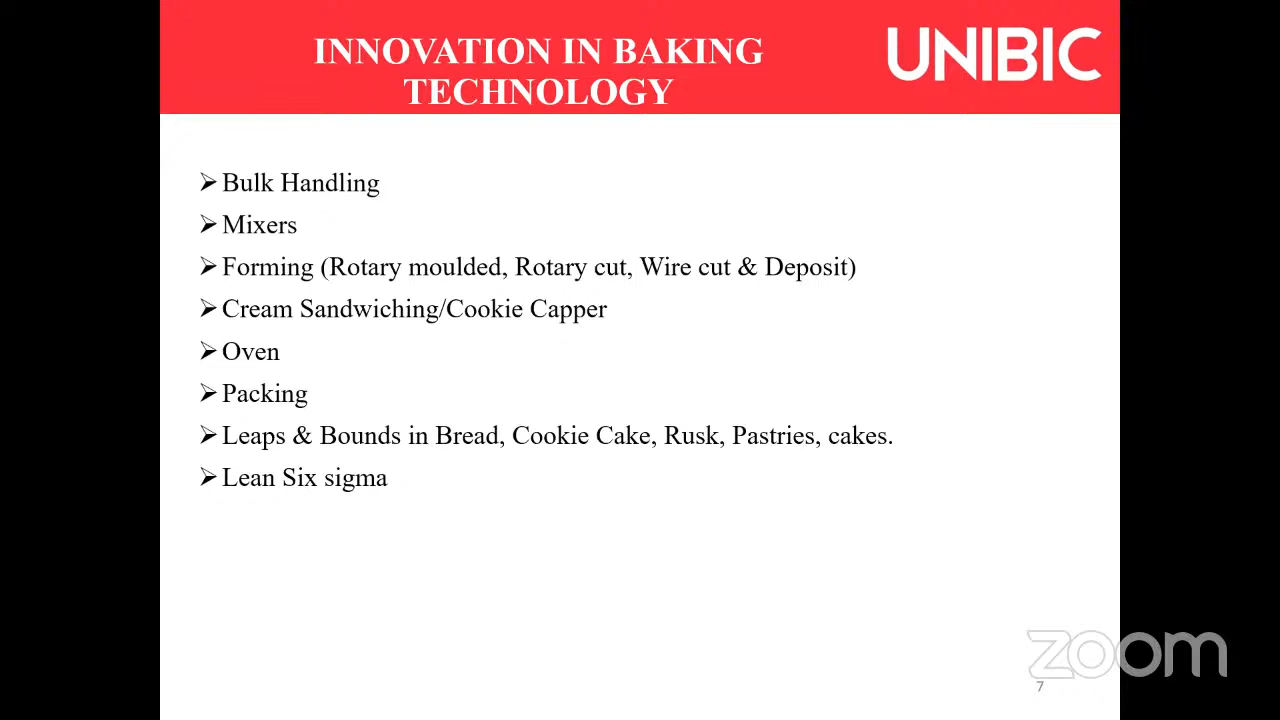 INNOVATION IN BAKING
TECHNOLOGY
UNIBIC
Bulk Handling
Mixers
Forming (Rotary moulded, Rotary cut, Wire cut & Deposit)
Cream Sandwiching/Cookie Capper
Oven
Packing
Leaps & Bounds in Bread, Cookie Cake, Rusk, Pastries, cakes.
Lean Six sigma
zoom
7